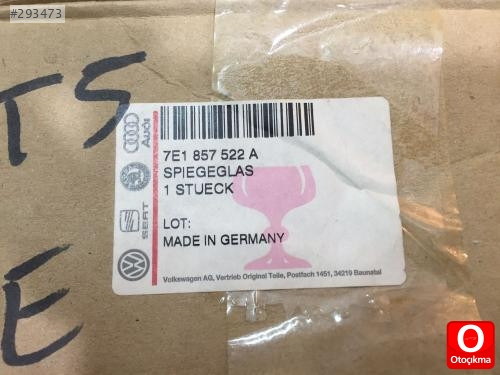 #293473
TS
E
Audi
SEAT
7E1 857 522 A
SPIEGEGLAS
1 STUECK
LOT:
MADE IN GERMANY
Volkswagen AG, Vertrieb Original Teile, Postfach 1451, 34219 Baunatal
O
Otoçıkma